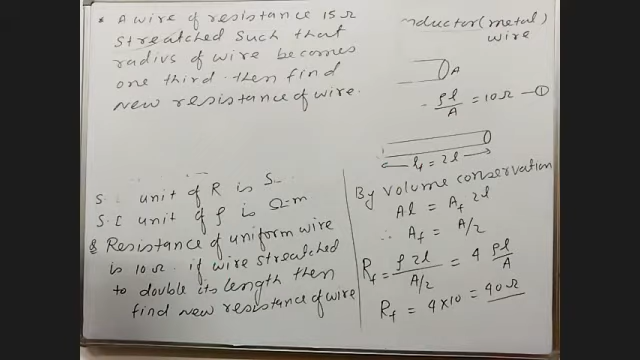 * A wire of resistance 15 Ω
streatched such that
radius of wire becomes
one third. then find
new resistance of wire.
S. unit of R is
S.I unit of ρ is Ω-m
Q Resistance of uniform wire
is 10Ω. if wire streatched
to double its length then
find new resistance of wire
nductor (metal)
wire
A
ρl/A = 10Ω —①
l_f = 2l
By volume conservation
Al = A_f 2l
∴ A_f = A/2
R_f = ρ2l/A/2 = 4 ρl/A
R_f = 4×10 = 40Ω